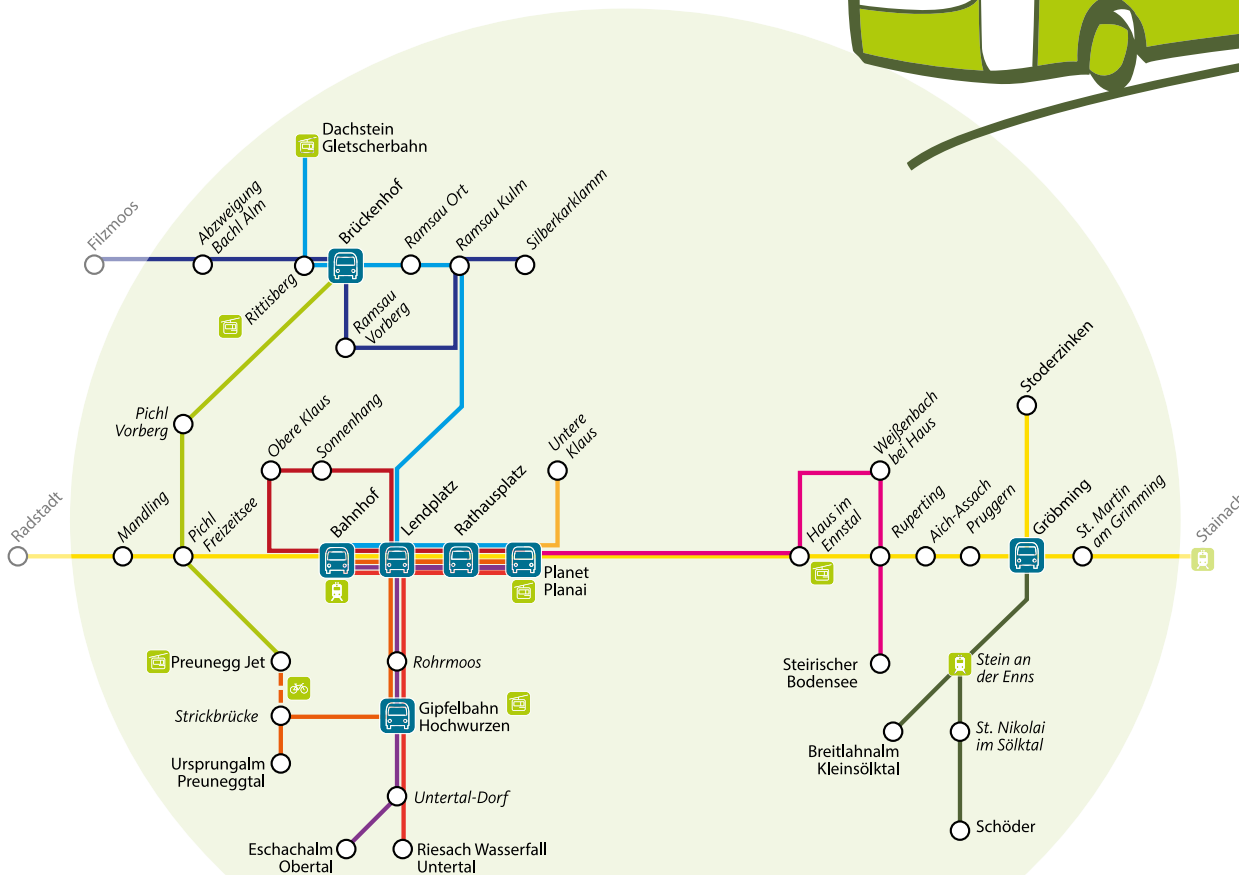 Dachstein
Gletscherbahn
Filzmoos
Abzweigung
Bachl Alm
Brückenhof
Ramsau Ort
Ramsau Kulm
Silberkarklamm
Rittisberg
Ramsau
Vorberg
Pichl
Vorberg
Obere Klaus
Sonnenhang
Untere
Klaus
Weißenbach
bei Haus
Stoderzinken
Radstadt
Mandling
Pichl
Freizeitsee
Bahnhof
Lendplatz
Rathausplatz
Planet
Planai
Haus im
Ennstal
Ruperting
Aich-Assach
Pruggern
Gröbming
St. Martin
am Grimming
Stainach
Preunegg Jet
Rohrmoos
Steirischer
Bodensee
Stein an
der Enns
Strickbrücke
Gipfelbahn
Hochwurzen
Ursprungalm
Preuneggtal
Breitlahnalm
Kleinsölktal
St. Nikolai
im Sölktal
Untertal-Dorf
Schöder
Eschachalm
Obertal
Riesach Wasserfall
Untertal